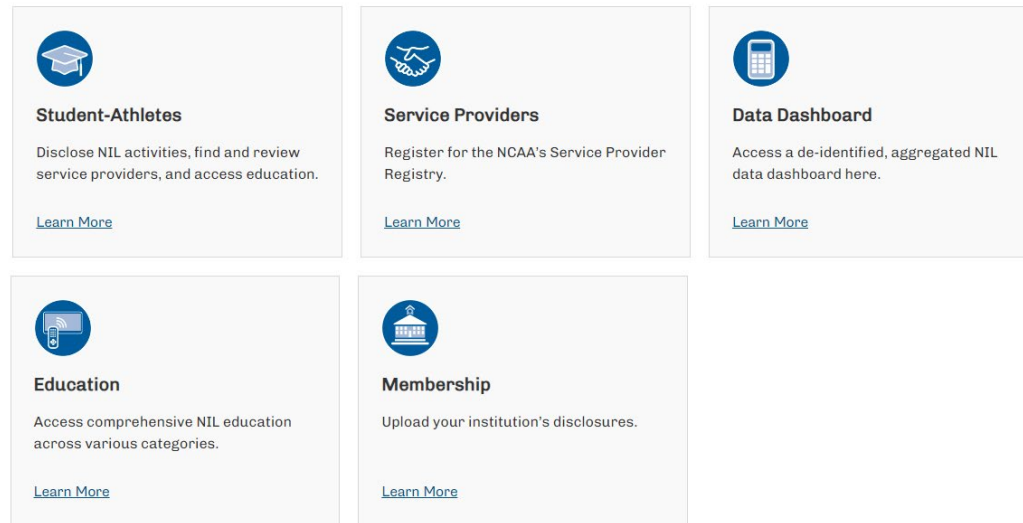 Student-Athletes
Disclose NIL activities, find and review
service providers, and access education.
Learn More
Service Providers
Register for the NCAA's Service Provider
Registry.
Learn More
Data Dashboard
Access a de-identified, aggregated NIL
data dashboard here.
Learn More
Education
Access comprehensive NIL education
across various categories.
Learn More
Membership
Upload your institution's disclosures.
Learn More